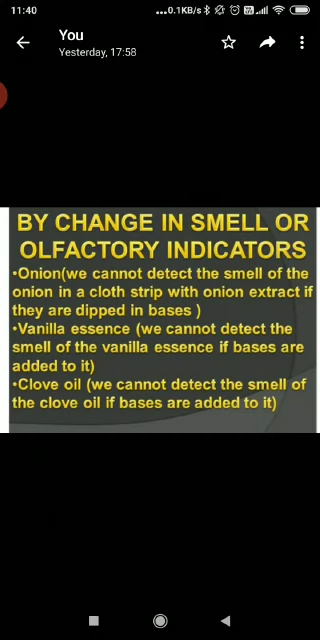 11:40
...0.1KB/s
You
Yesterday, 17:58
BY CHANGE IN SMELL OR
OLFACTORY INDICATORS
•Onion(we cannot detect the smell of the
onion in a cloth strip with onion extract if
they are dipped in bases )
•Vanilla essence (we cannot detect the
smell of the vanilla essence if bases are
added to it)
•Clove oil (we cannot detect the smell of
the clove oil if bases are added to it)